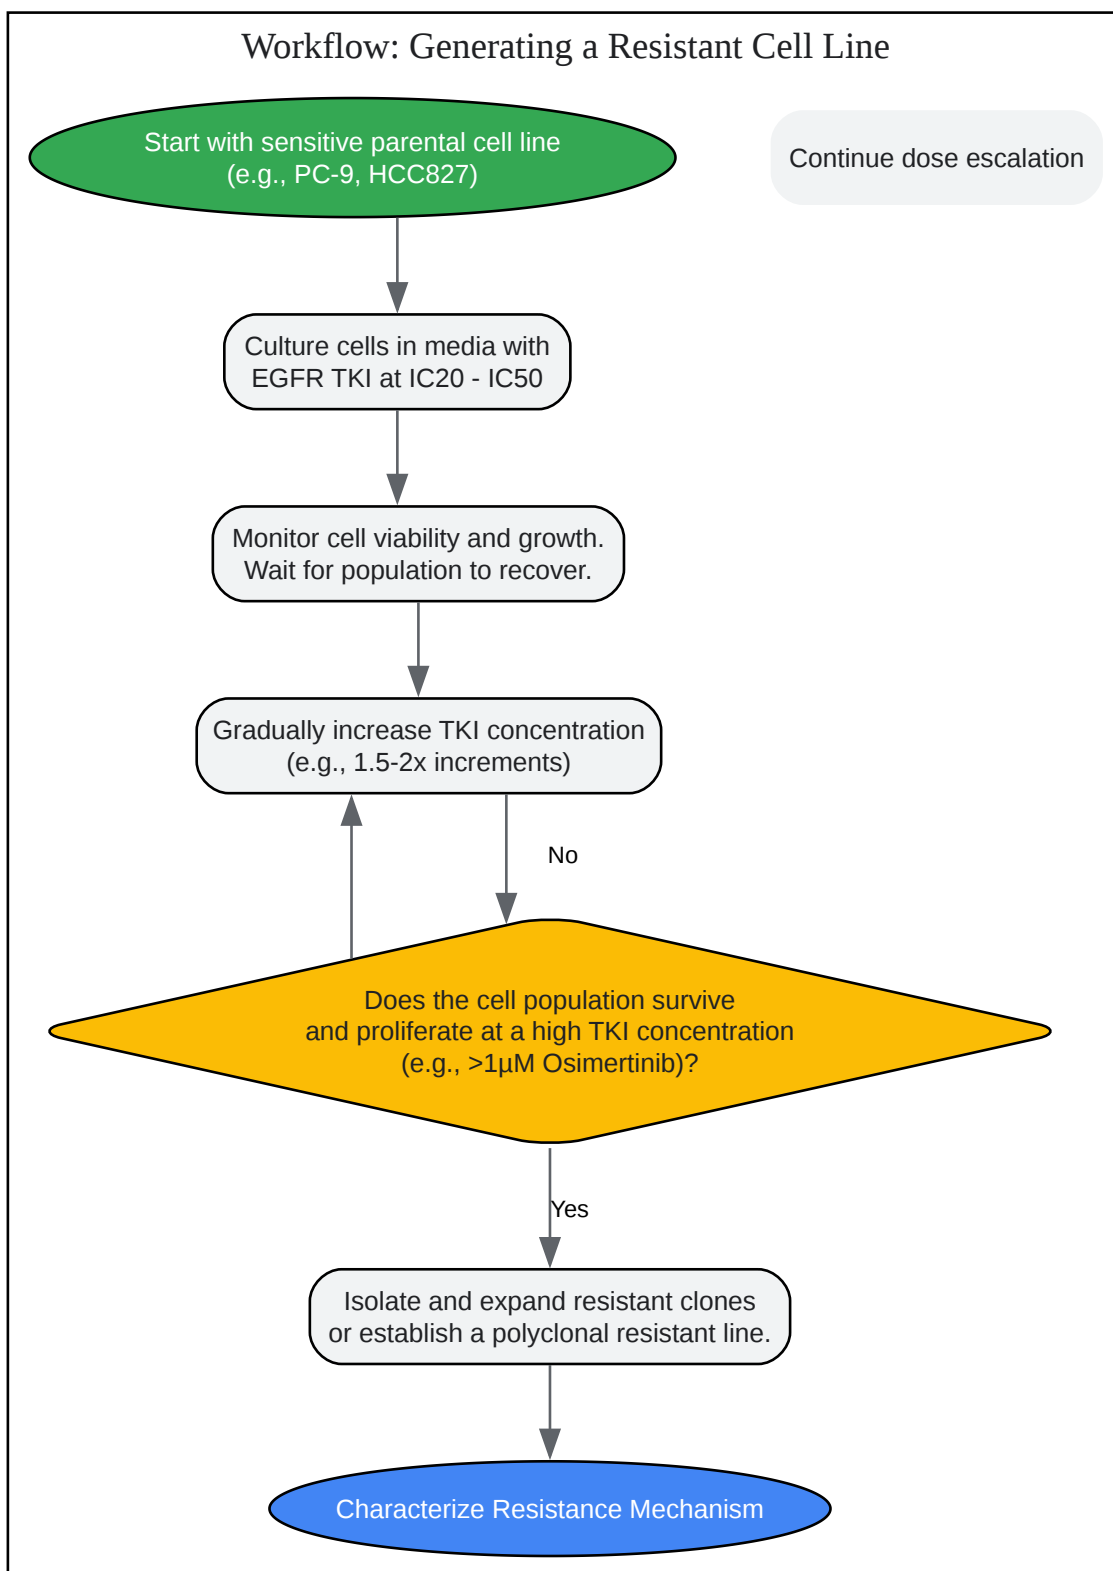 Workflow: Generating a Resistant Cell Line
Start with sensitive parental cell line
(e.g., PC-9, HCC827)
Continue dose escalation
Culture cells in media with
EGFR TKI at IC20 - IC50
Monitor cell viability and growth.
Wait for population to recover.
Gradually increase TKI concentration
(e.g., 1.5-2x increments)
No
Does the cell population survive
and proliferate at a high TKI concentration
(e.g., >1µM Osimertinib)?
Yes
Isolate and expand resistant clones
or establish a polyclonal resistant line.
Characterize Resistance Mechanism